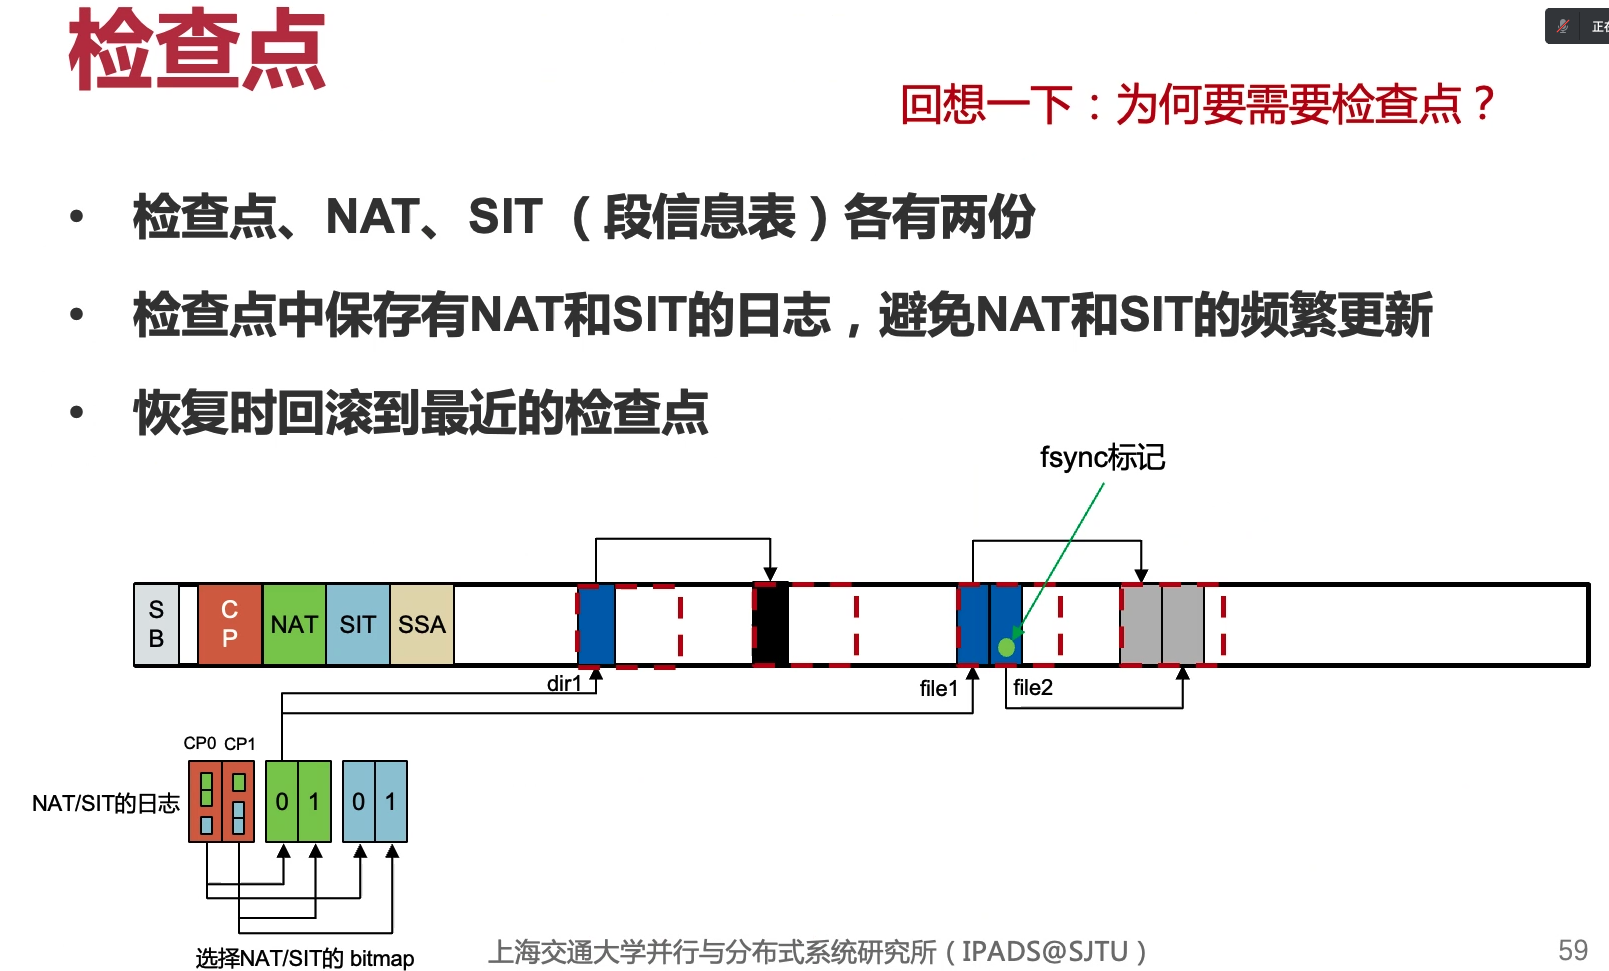 检查点
正在
回想一下：为何要需要检查点？
• 检查点、NAT、SIT （段信息表）各有两份
• 检查点中保存有NAT和SIT的日志，避免NAT和SIT的频繁更新
• 恢复时回滚到最近的检查点
fsync标记
S
B
C
P
NAT
SIT
SSA
dir1
file1
file2
CP0 CP1
NAT/SIT的日志
0 1
0 1
选择NAT/SIT的 bitmap
上海交通大学并行与分布式系统研究所（IPADS@SJTU）
59